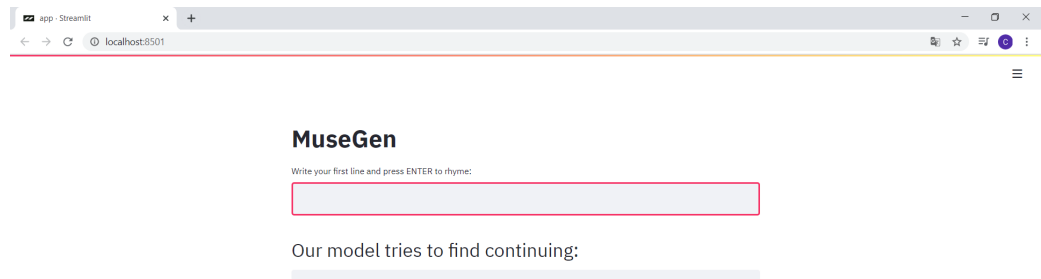 app · Streamlit
localhost:8501
C
MuseGen
Write your first line and press ENTER to rhyme:
Our model tries to find continuing: